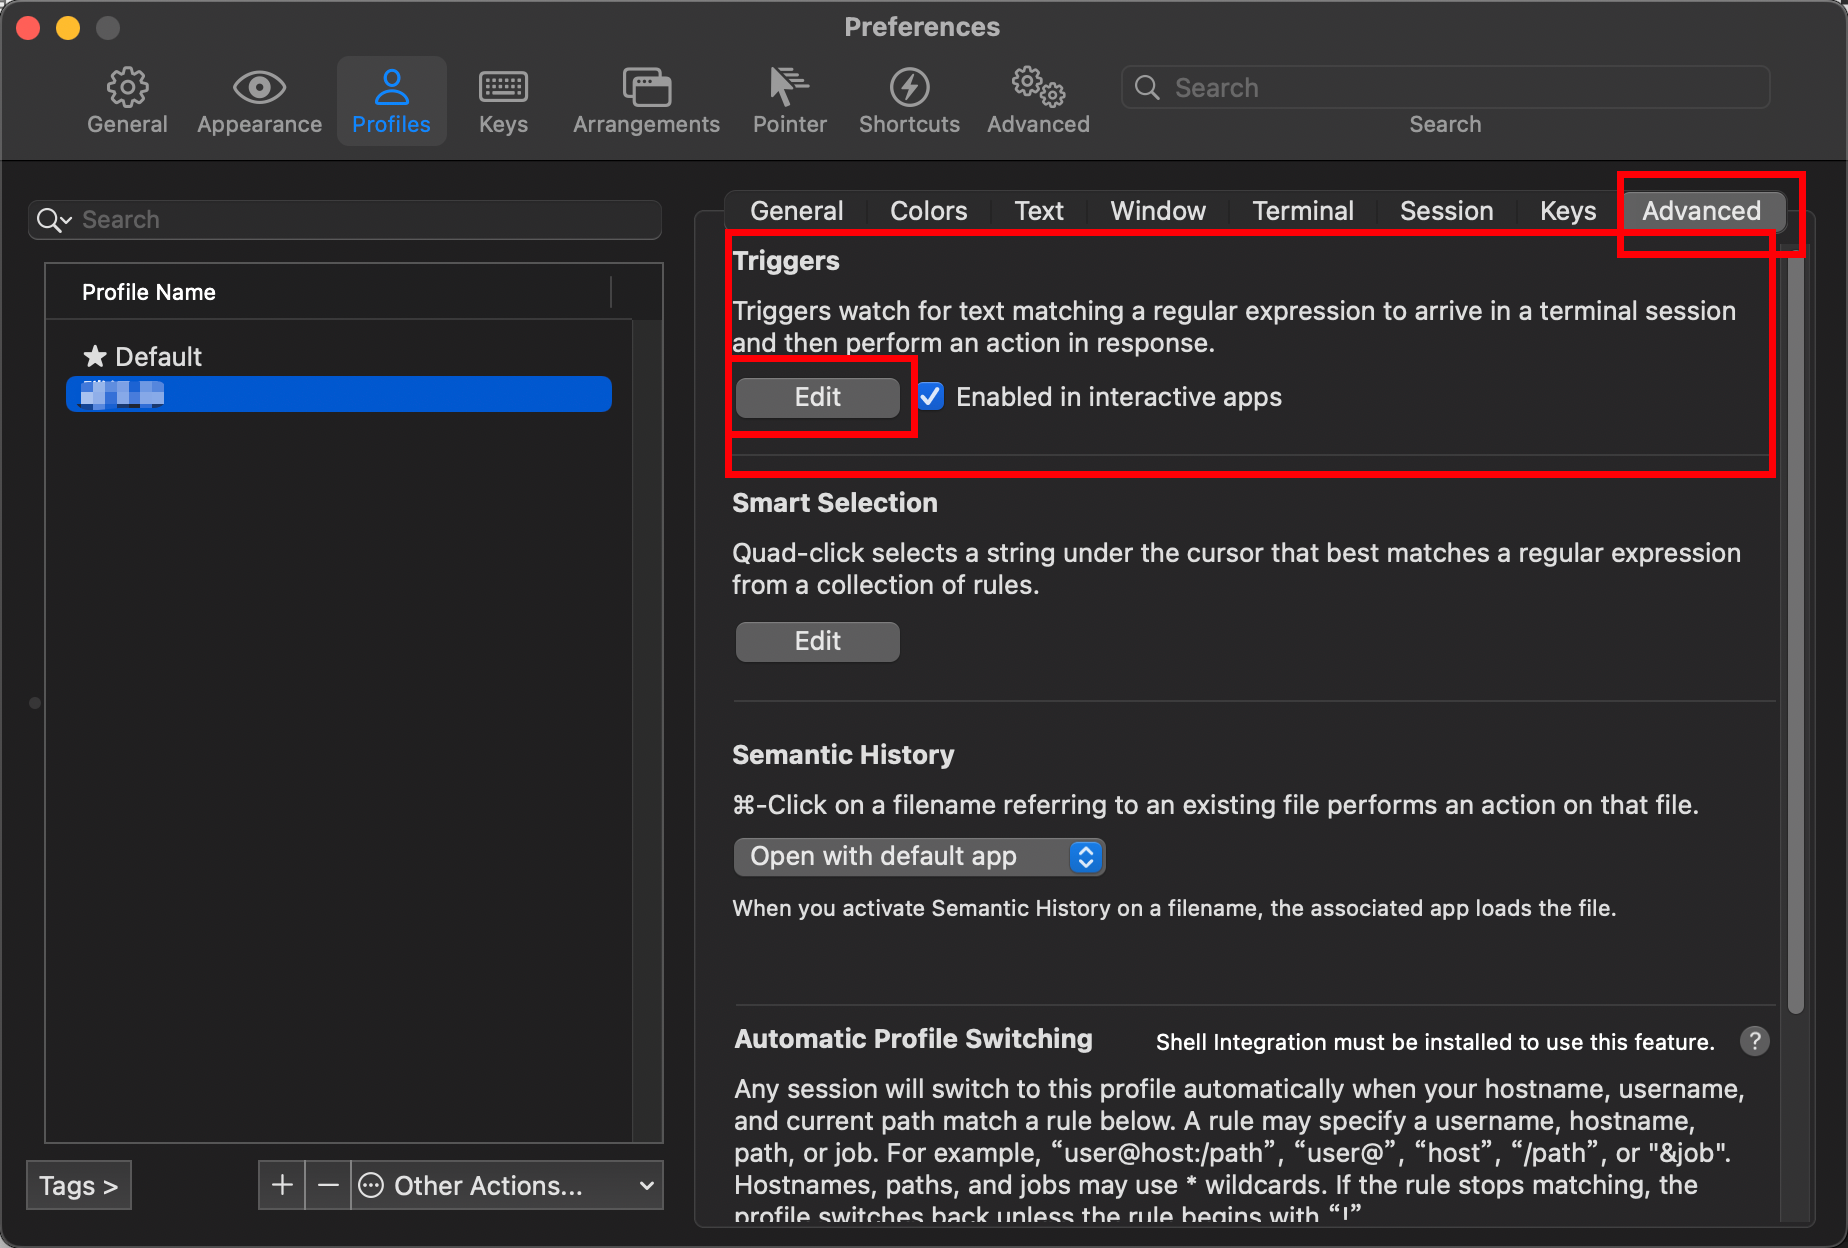 Preferences
General
Appearance
Profiles
Keys
Arrangements
Pointer
Shortcuts
Advanced
Search
Search
Search
Profile Name
Default
General
Colors
Text
Window
Terminal
Session
Keys
Advanced
Triggers
Triggers watch for text matching a regular expression to arrive in a terminal session
and then perform an action in response.
Edit
Enabled in interactive apps
Smart Selection
Quad-click selects a string under the cursor that best matches a regular expression
from a collection of rules.
Edit
Semantic History
⌘-Click on a filename referring to an existing file performs an action on that file.
Open with default app
When you activate Semantic History on a filename, the associated app loads the file.
Automatic Profile Switching
Shell Integration must be installed to use this feature.
?
Any session will switch to this profile automatically when your hostname, username,
and current path match a rule below. A rule may specify a username, hostname,
path, or job. For example, “user@host:/path”, “user@”, “host”, “/path”, or "&job".
Hostnames, paths, and jobs may use * wildcards. If the rule stops matching, the
profile switches back unless the rule begins with “!”
Tags >
+
−
Other Actions...